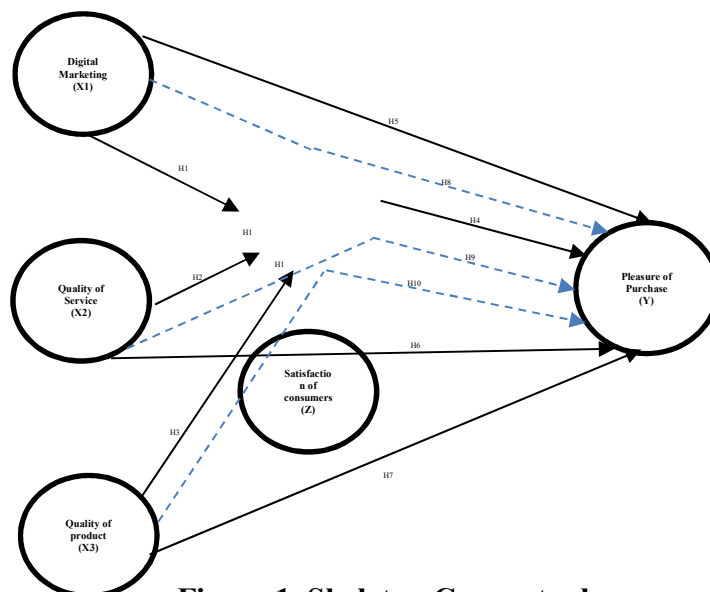 Digital
Marketing
(X1)
H5
H1
H8
H4
H1
H9
H1
Quality of
Service
(X2)
H2
H10
Pleasure of
Purchase
(Y)
H6
Satisfactio
n of
consumers
(Z)
H3
H7
Quality of
product
(X3)